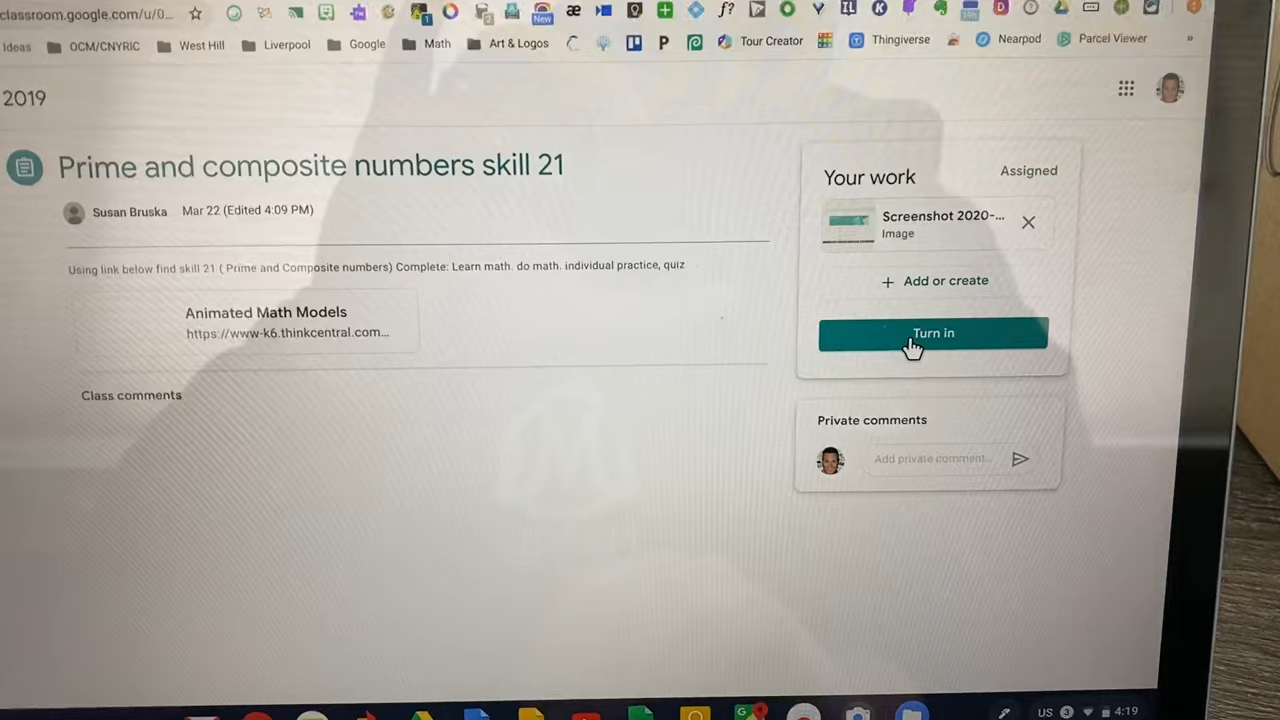 classroom.google.com/u/0...
New
Ideas OCM/CNYRIC West Hill Liverpool Google Math Art & Logos Tour Creator Thingiverse Nearpod Parcel Viewer »
2019
Prime and composite numbers skill 21
Susan Bruska Mar 22 (Edited 4:09 PM)
Using link below find skill 21 ( Prime and Composite numbers) Complete: Learn math. do math. individual practice, quiz
Animated Math Models
https://www-k6.thinkcentral.com...
Class comments
Your work Assigned
Screenshot 2020-...
Image
+ Add or create
Turn in
Private comments
Add private comment...
US 3 4:19